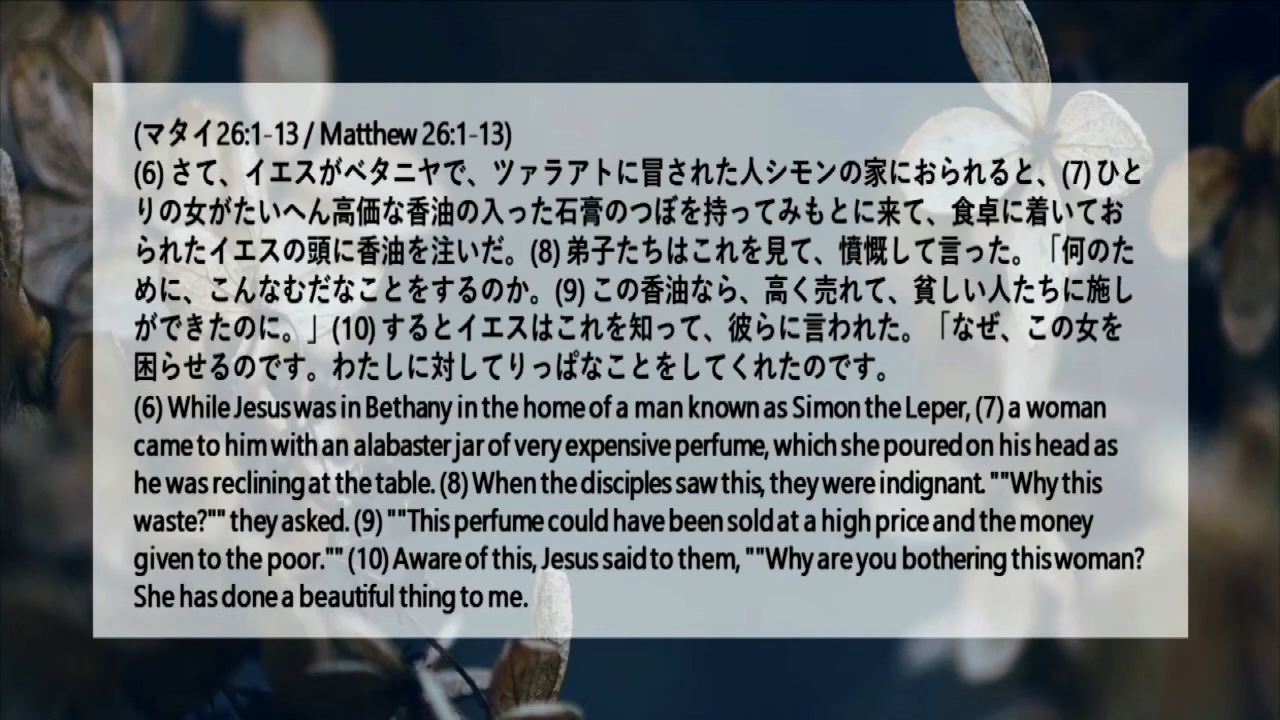 (マタイ26:1-13 / Matthew 26:1-13)
(6) さて、イエスがベタニヤで、ツァラアトに冒された人シモンの家におられると、(7) ひと
りの女がたいへん高価な香油の入った石膏のつぼを持ってみもとに来て、食卓に着いてお
られたイエスの頭に香油を注いだ。(8) 弟子たちはこれを見て、憤慨して言った。「何のた
めに、こんなむだなことをするのか。(9) この香油なら、高く売れて、貧しい人たちに施し
ができたのに。」(10) するとイエスはこれを知って、彼らに言われた。「なぜ、この女を
困らせるのです。わたしに対してりっぱなことをしてくれたのです。
(6) While Jesus was in Bethany in the home of a man known as Simon the Leper, (7) a woman
came to him with an alabaster jar of very expensive perfume, which she poured on his head as
he was reclining at the table. (8) When the disciples saw this, they were indignant. ""Why this
waste?"" they asked. (9) ""This perfume could have been sold at a high price and the money
given to the poor."" (10) Aware of this, Jesus said to them, ""Why are you bothering this woman?
She has done a beautiful thing to me.